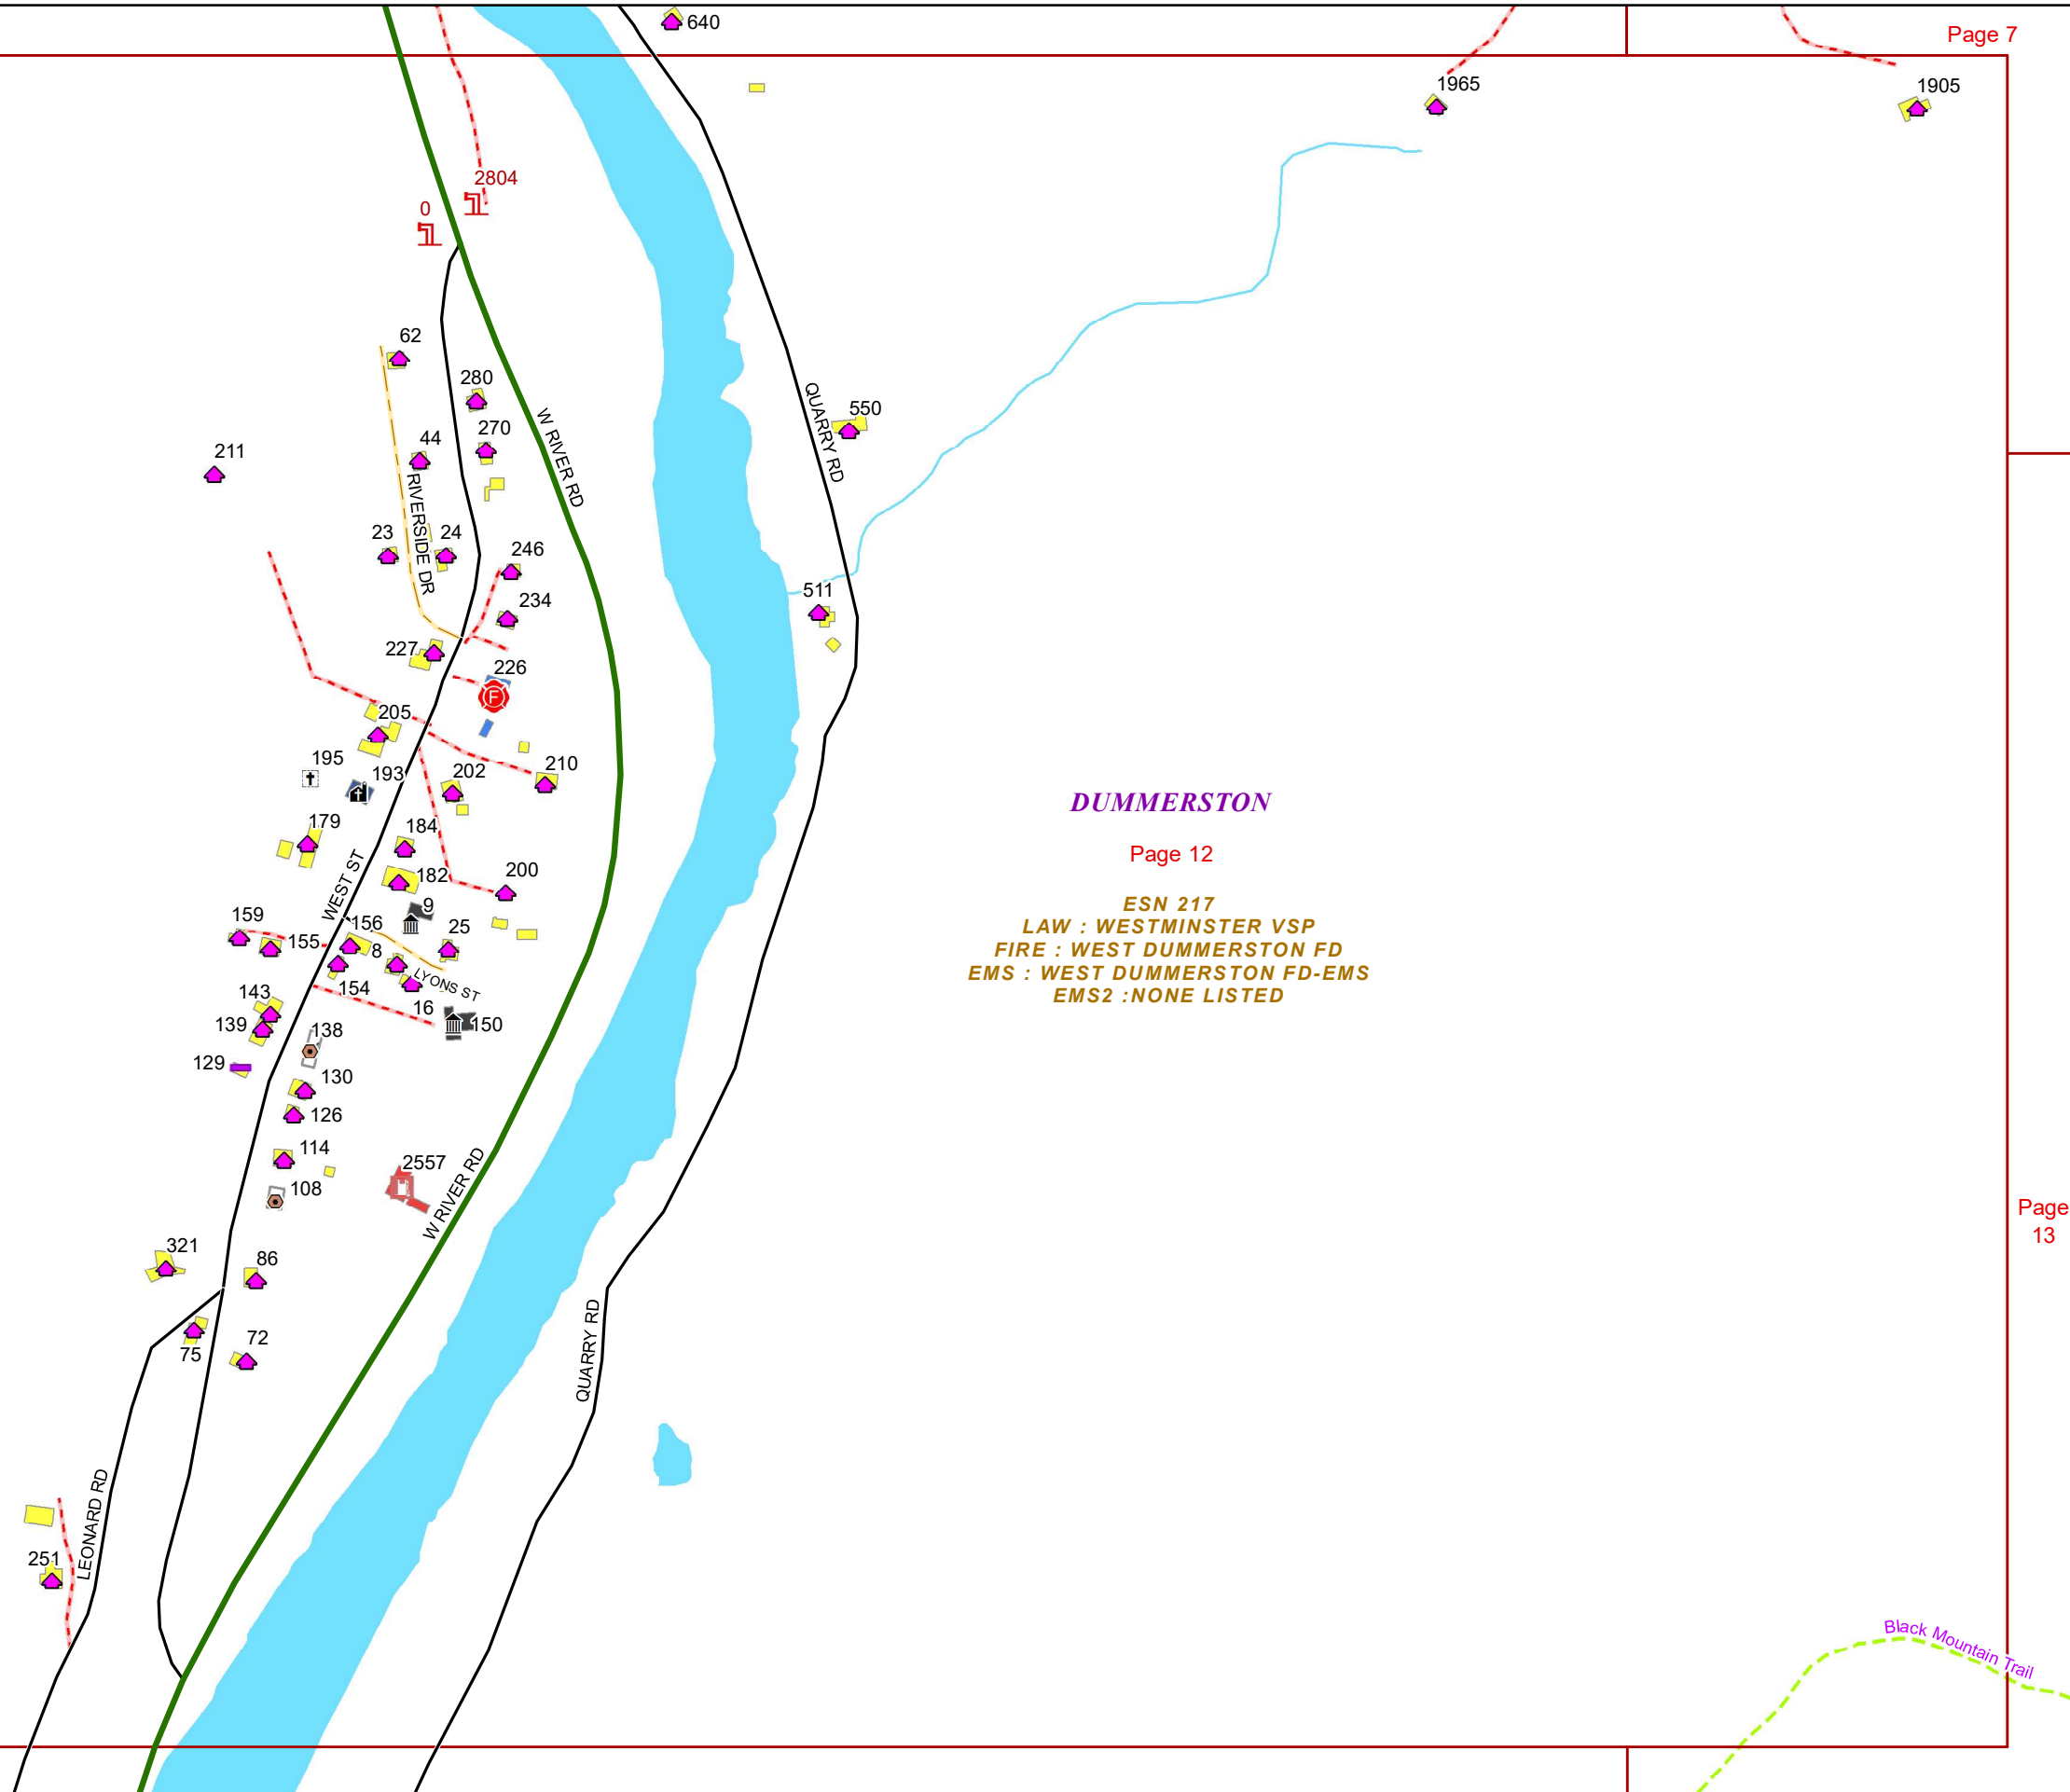 640
Page 7
1965
1905
2804
0
62
280
W RIVER RD
QUARRY RD
550
44
270
211
RIVERSIDE DR
23
24
246
511
234
227
226
F
205
195
193
202
210
DUMMERSTON
179
184
Page 12
WEST ST
182
200
9
ESN 217
LAW : WESTMINSTER VSP
FIRE : WEST DUMMERSTON FD
EMS : WEST DUMMERSTON FD-EMS
EMS2 :NONE LISTED
159
156
25
155
8
LYONS ST
154
143
16
139
138
150
129
130
126
114
2557
W RIVER RD
108
Page
13
321
86
QUARRY RD
75
72
LEONARD RD
251
Black Mountain Trail